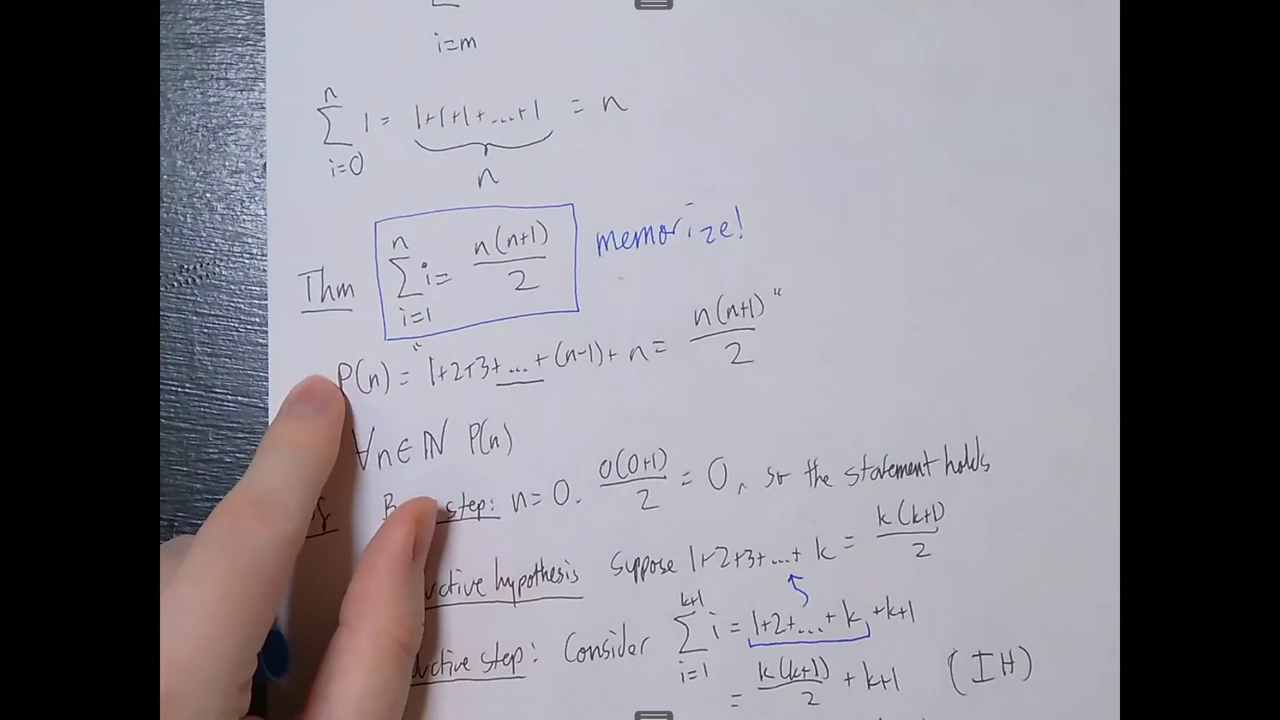 Σ
i=m
n
Σ 1 = 1+1+1+...+1 = n
i=0
n
n
Thm Σ i = n(n+1)/2 memorize!
i=1
P(n) = "1+2+3+...+(n-1)+n = n(n+1)/2"
∀n∈ℕ P(n)
step: n=0. 0(0+1)/2 = 0, so the statement holds
hypothesis Suppose 1+2+3+...+k = k(k+1)/2
k+1
step: Consider Σ i = 1+2+...+k+k+1
i=1
= k(k+1)/2 + k+1 (IH)